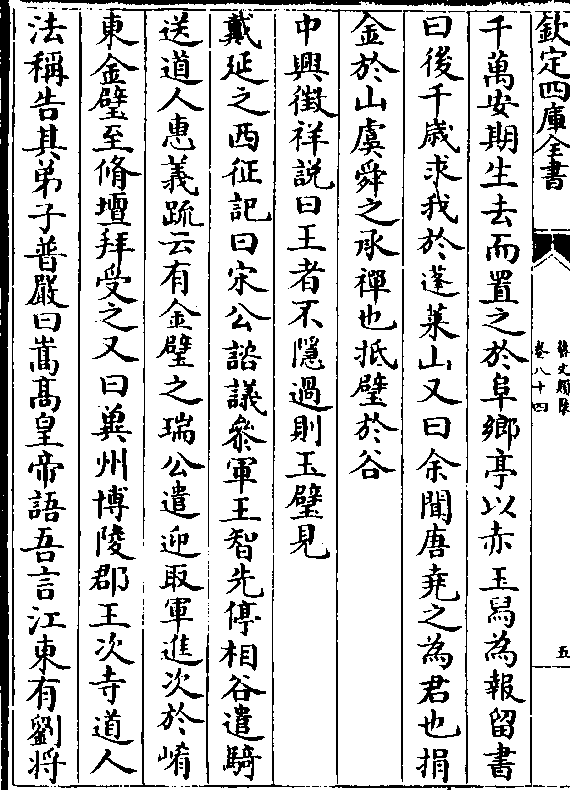 欽定四庫全書
藝文類聚
卷八十四
五
千萬安期生去而置之於阜鄉亭以赤玉舄為報留書
曰後千歲求我於蓬萊山又曰余聞唐堯之為君也捐
金於山虞舜之承禪也抵璧於谷
中興徵祥說曰王者不隱過則玉璧見
戴延之西征記曰宋公諮議參軍王智先停相谷遣騎
送道人惠義疏云有金璧之瑞公遣迎取軍進次於崤
東金璧至脩壇拜受之又曰兾州博陵郡王次寺道人
法稱告其弟子普嚴曰嵩髙皇帝語吾言江東有劉將